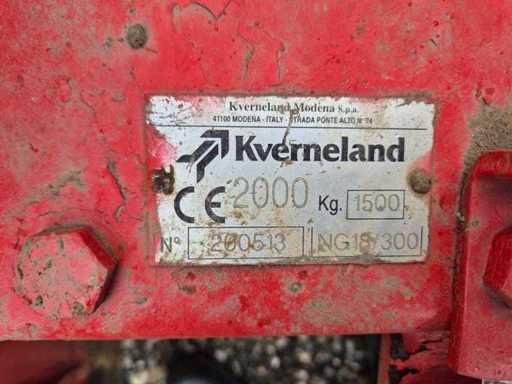 Kverneland Modena S.p.a.
41100 MODENA - ITALY - STRADA PONTE ALTO N° 74
Kverneland
CE 2000 Kg. 1500
N° 200513 NG18/300